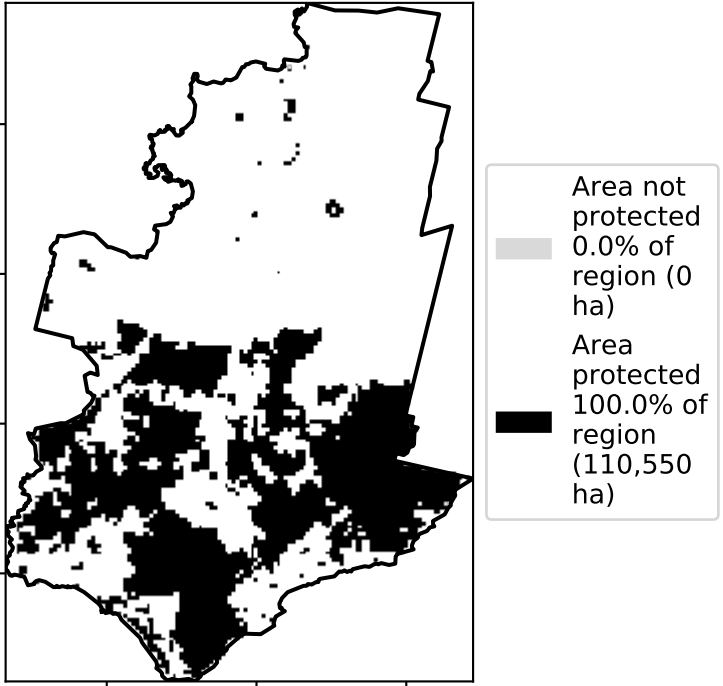 Area not
protected
0.0% of
region (0
ha)
Area
protected
100.0% of
region
(110,550
ha)